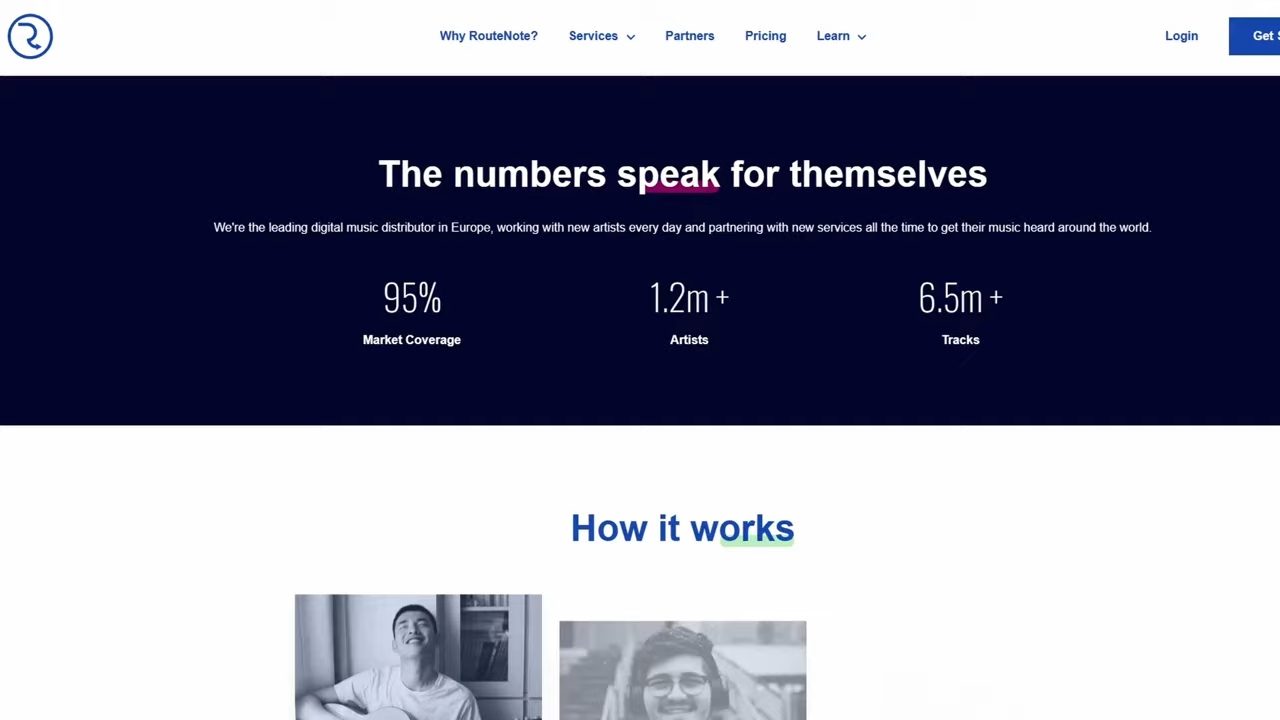 Why RouteNote?
Services
Partners
Pricing
Learn
Login
Get
The numbers speak for themselves
We're the leading digital music distributor in Europe, working with new artists every day and partnering with new services all the time to get their music heard around the world.
95%
1.2m +
6.5m +
Market Coverage
Artists
Tracks
How it works